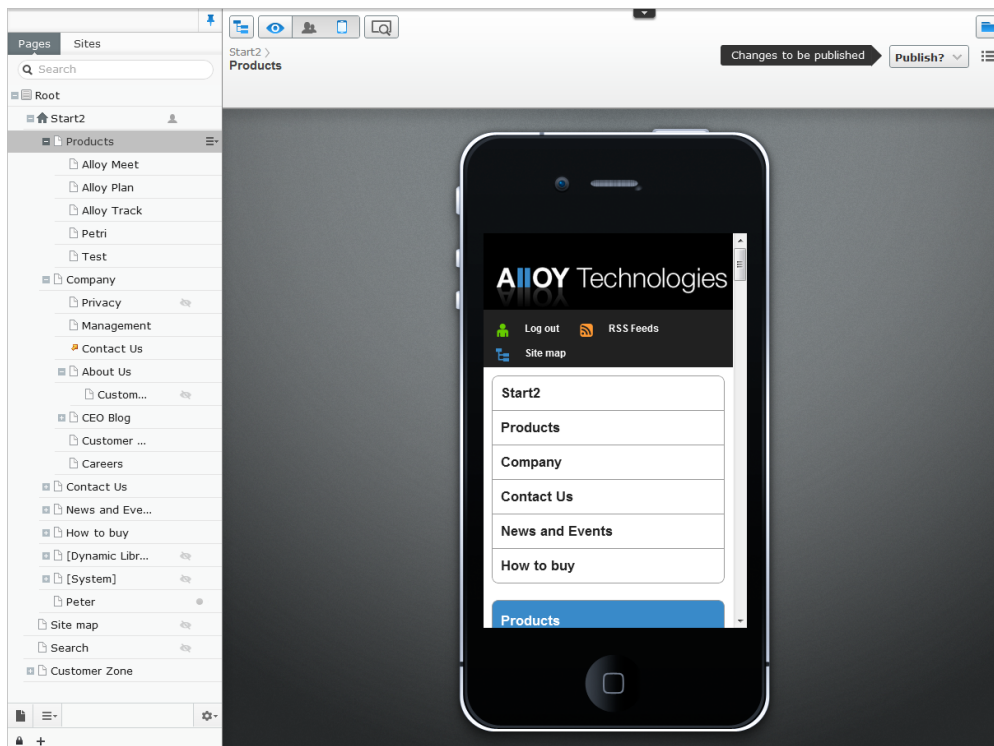 Pages Sites
Search
Root
Start2
Products
Alloy Meet
Alloy Plan
Alloy Track
Petri
Test
Company
Privacy
Management
Contact Us
About Us
Custom...
CEO Blog
Customer ...
Careers
Contact Us
News and Eve...
How to buy
[Dynamic Libr...
[System]
Peter
Site map
Search
Customer Zone
Start2 〉
Products
Changes to be published
Publish?
AllOY Technologies
Log out RSS Feeds
Site map
Start2
Products
Company
Contact Us
News and Events
How to buy
Products